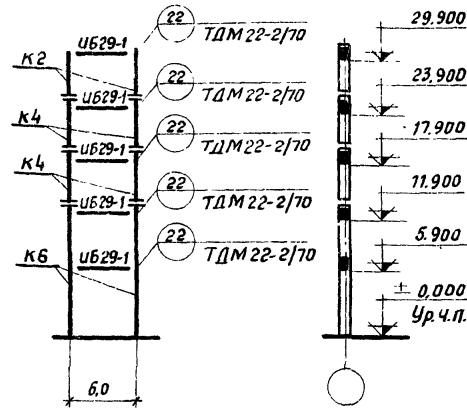 22
ТДМ 22-2/70
ИБ29-1
К2
22
ТДМ 22-2/70
ИБ29-1
К4
22
ТДМ 22-2/70
ИБ29-1
К4
22
ТДМ 22-2/70
ИБ29-1
22
ТДМ 22-2/70
ИБ29-1
К6
6,0
29,900
23,900
17,900
11,900
5,900
± 0,000
Ур.ч.п.